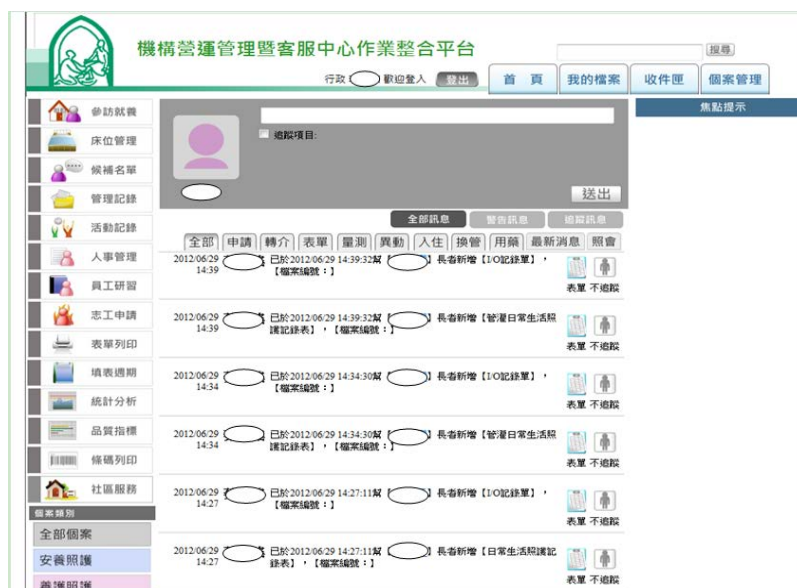 機構營運管理暨客服中心作業整合平台
搜尋
行政 歡迎登入 登出
首 頁
我的檔案
收件匣
個案管理
參訪就養
床位管理
候補名單
管理記錄
活動記錄
人事管理
員工研習
志工申請
表單列印
填表週期
統計分析
品質指標
條碼列印
社區服務
個案類別
全部個案
安養照護
養護照護
追蹤項目:
送出
全部訊息 警告訊息 追蹤訊息
全部 申請 轉介 表單 量測 異動 入住 換管 用藥 最新消息 照會
2012/06/29 已於2012/06/29 14:39:32幫【 】長者新增【I/O記錄單】,
14:39 【檔案編號:】
表單 不追蹤
2012/06/29 已於2012/06/29 14:39:32幫【 】長者新增【管灌日常生活照
14:39 護記錄表】,【檔案編號:】
表單 不追蹤
2012/06/29 已於2012/06/29 14:34:30幫【 】長者新增【I/O記錄單】,
14:34 【檔案編號:】
表單 不追蹤
2012/06/29 已於2012/06/29 14:34:30幫【 】長者新增【管灌日常生活照
14:34 護記錄表】,【檔案編號:】
表單 不追蹤
2012/06/29 已於2012/06/29 14:27:11幫【 】長者新增【I/O記錄單】,
14:27 【檔案編號:】
表單 不追蹤
2012/06/29 已於2012/06/29 14:27:11幫【 】長者新增【日常生活照護記
14:27 錄表】,【檔案編號:】
表單 不追蹤
焦點提示